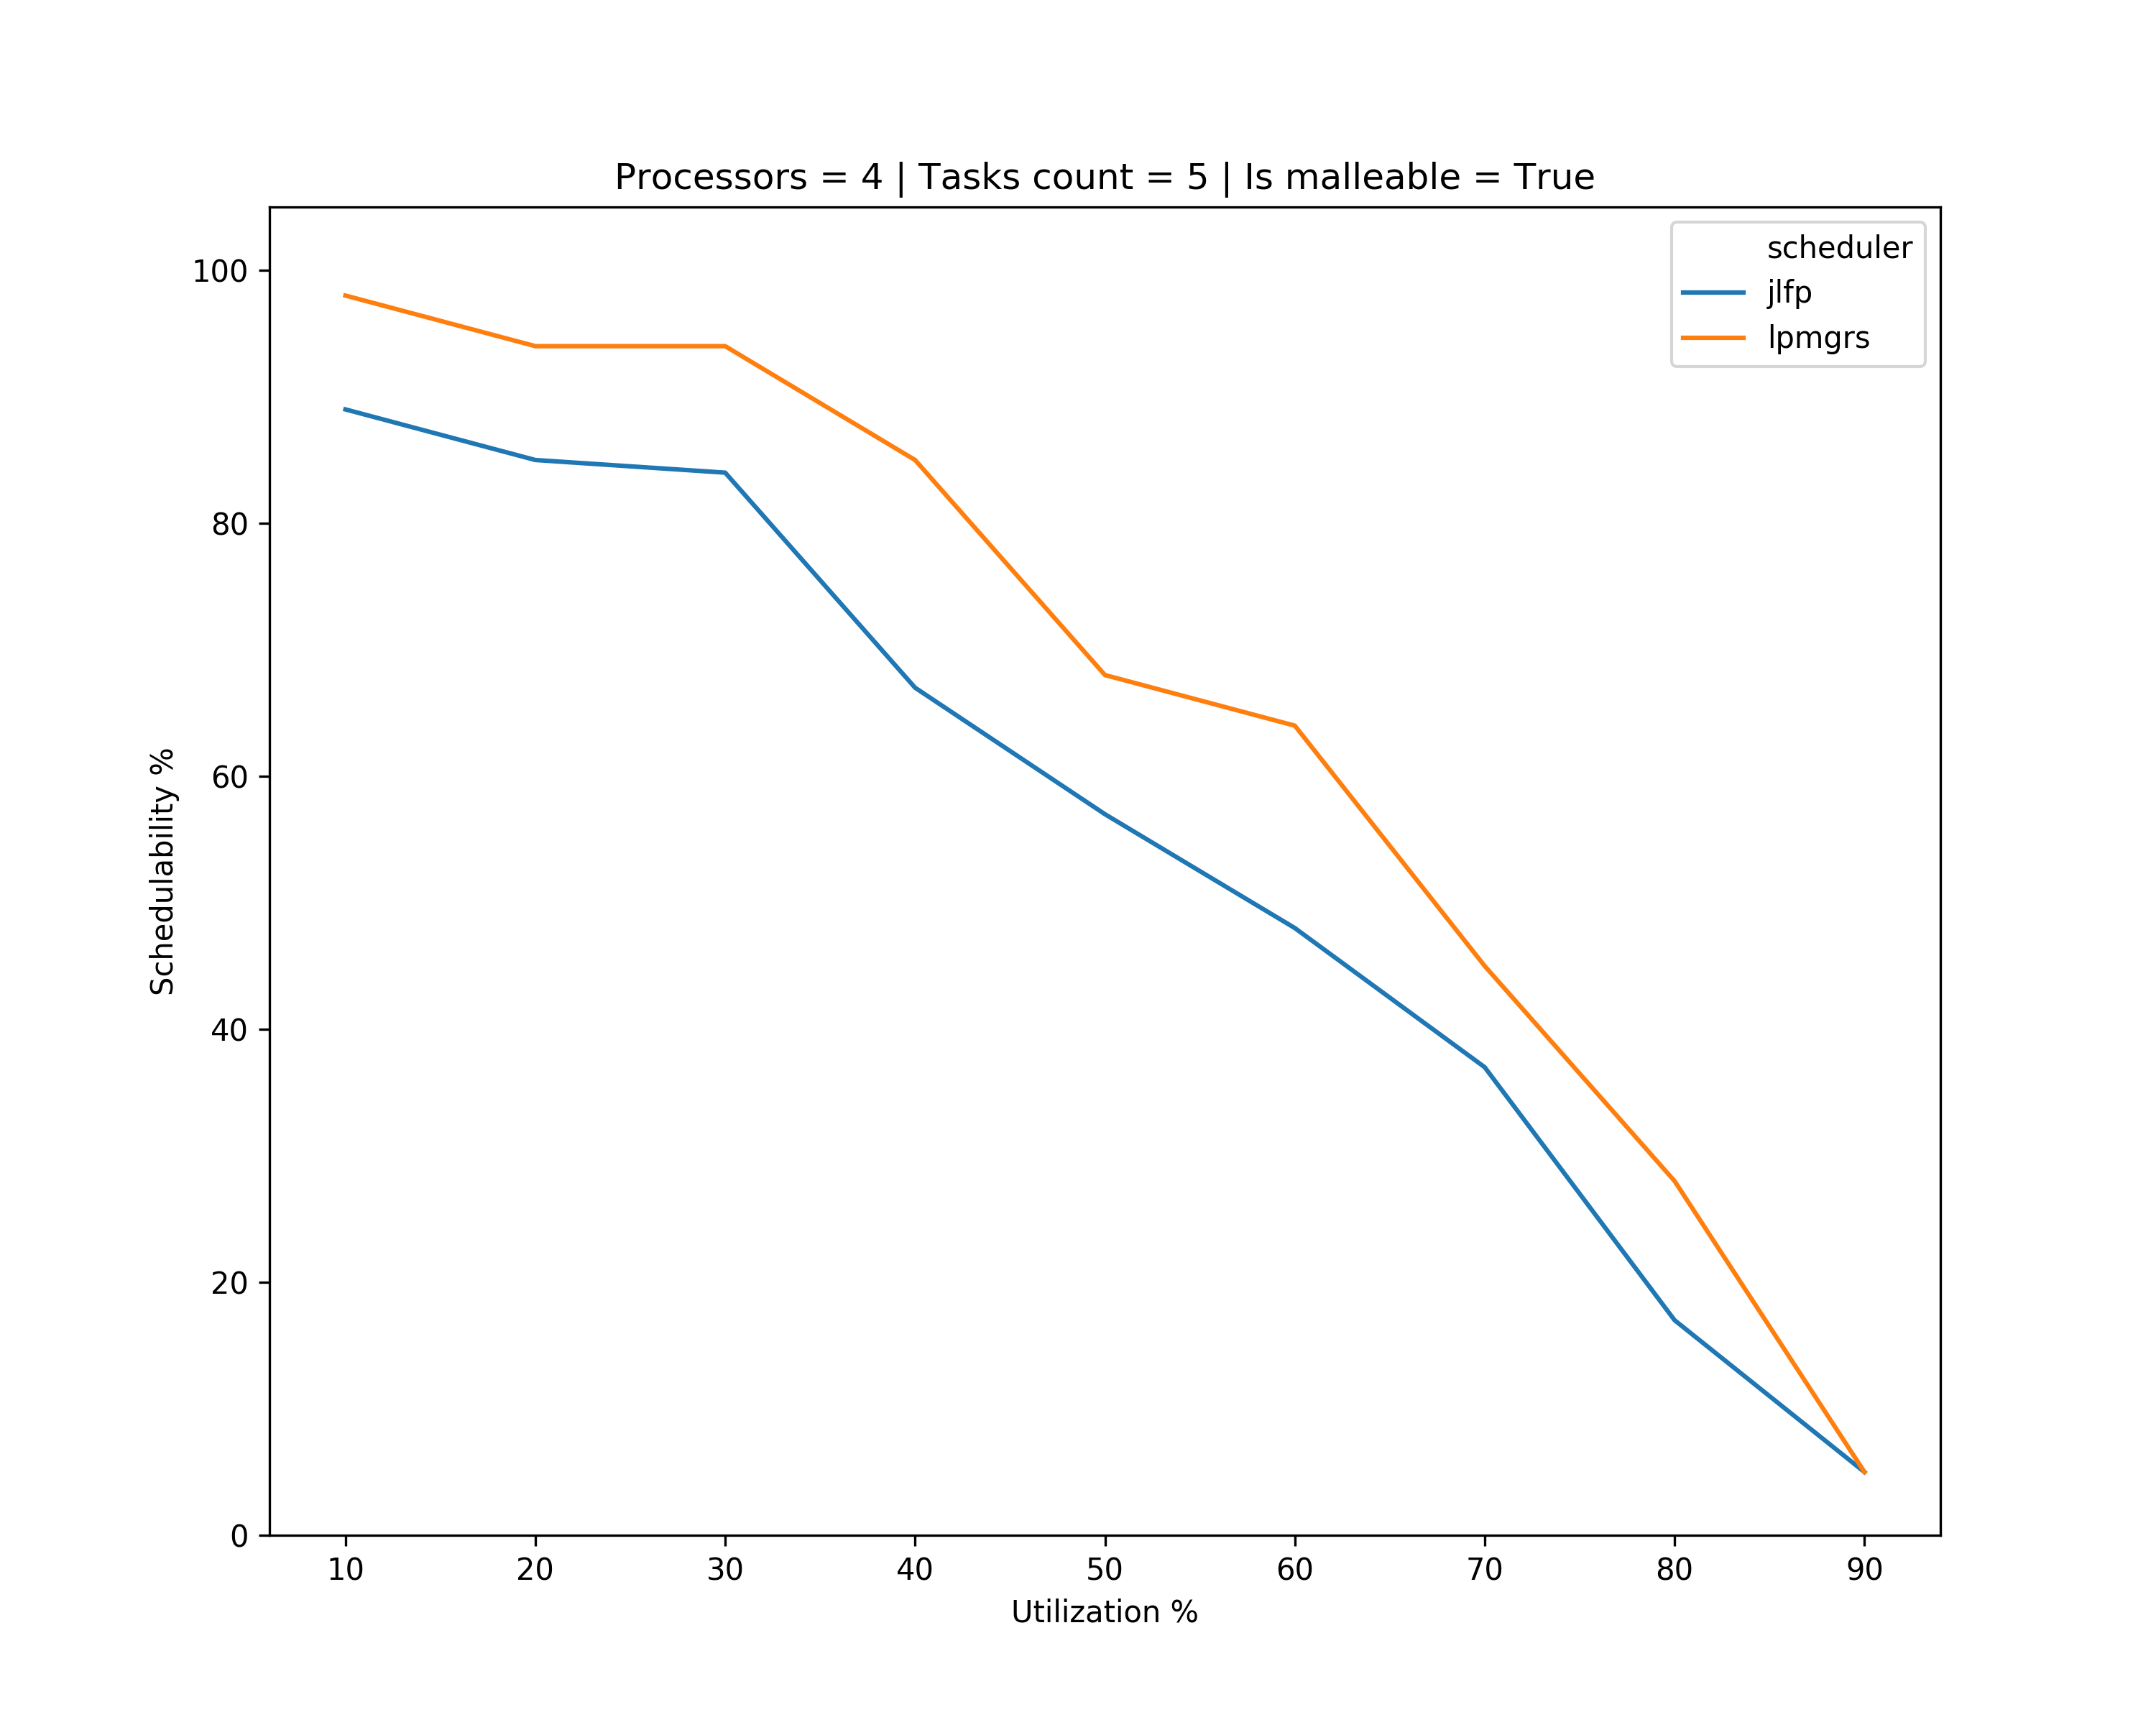 Processors = 4 | Tasks count = 5 | Is malleable = True
scheduler
jlfp
lpmgrs
Schedulability %
100
80
60
40
20
0
10 20 30 40 50 60 70 80 90
Utilization %